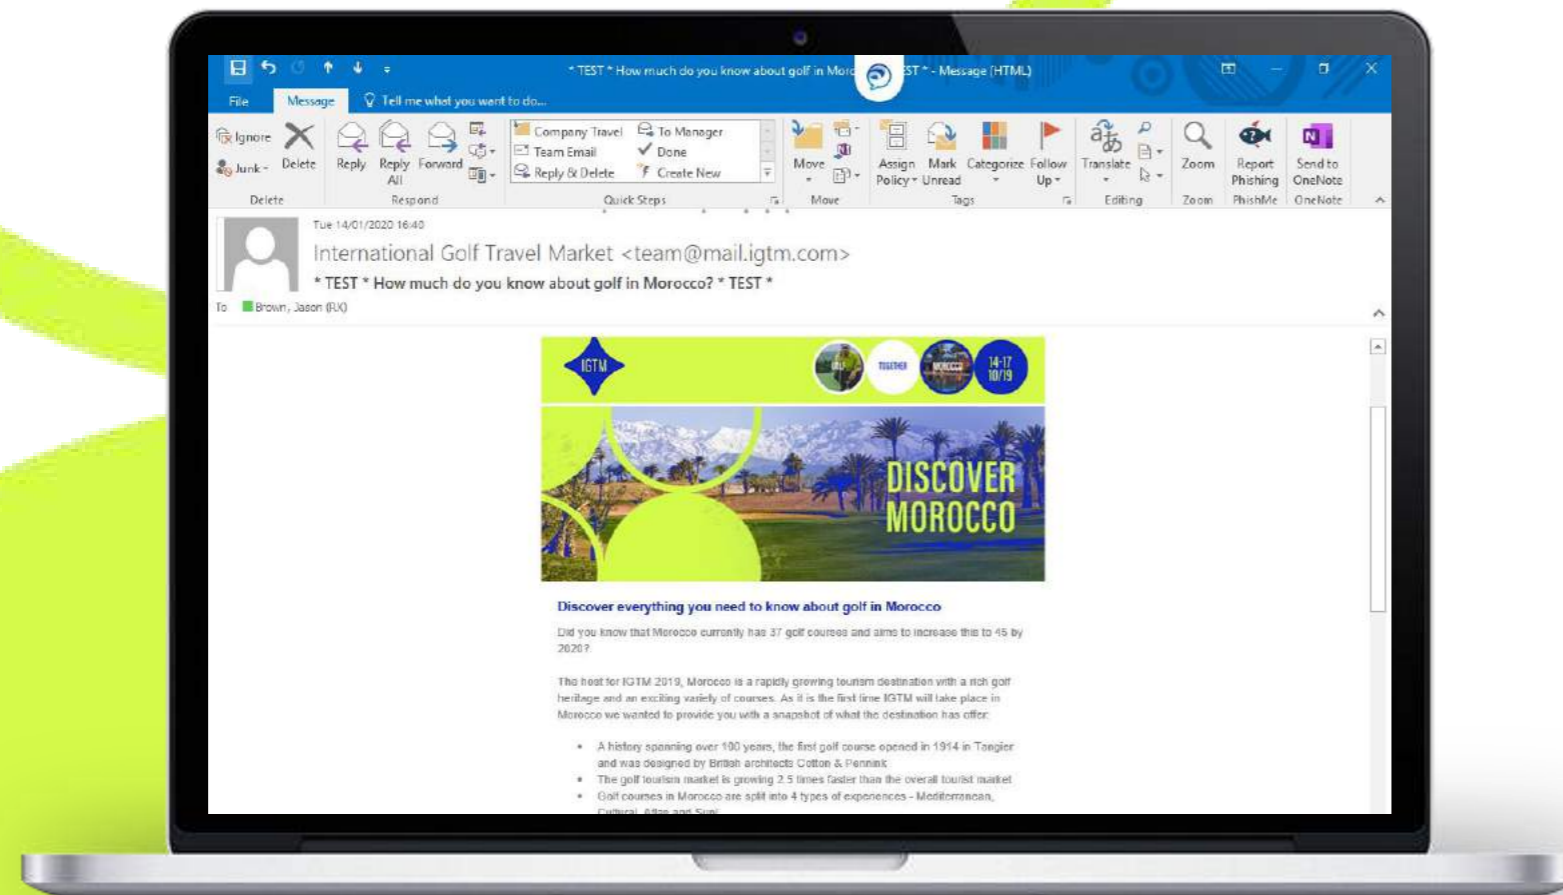 * TEST * How much do you know about golf in Moro ST * - Message (HTML)
File Message Tell me what you want to do...
Ignore
Junk
Delete
Reply
Reply All
Forward
Company Travel To Manager
Team Email Done
Reply & Delete Create New
Move
Assign Policy
Mark Unread
Categorize
Follow Up
Translate
Zoom
Report Phishing
Send to OneNote
Delete Respond Quick Steps Move Tags Editing Zoom PhishMe OneNote
Tue 14/01/2020 16:40
International Golf Travel Market <team@mail.igtm.com>
* TEST * How much do you know about golf in Morocco? * TEST *
To Brown, Jason (RX)
IGTM
GOLF
TOGETHER
MOROCCO
14-17
10/19
DISCOVER
MOROCCO
Discover everything you need to know about golf in Morocco
Did you know that Morocco currently has 37 golf courses and aims to increase this to 45 by
2020?
The host for IGTM 2019, Morocco is a rapidly growing tourism destination with a rich golf
heritage and an exciting variety of courses. As it is the first time IGTM will take place in
Morocco we wanted to provide you with a snapshot of what the destination has offer:
• A history spanning over 100 years, the first golf course opened in 1914 in Tangier
and was designed by British architects Cotton & Pennink
• The golf tourism market is growing 2.5 times faster than the overall tourist market
• Golf courses in Morocco are split into 4 types of experiences - Mediterranean,
Cultural, Atlas and